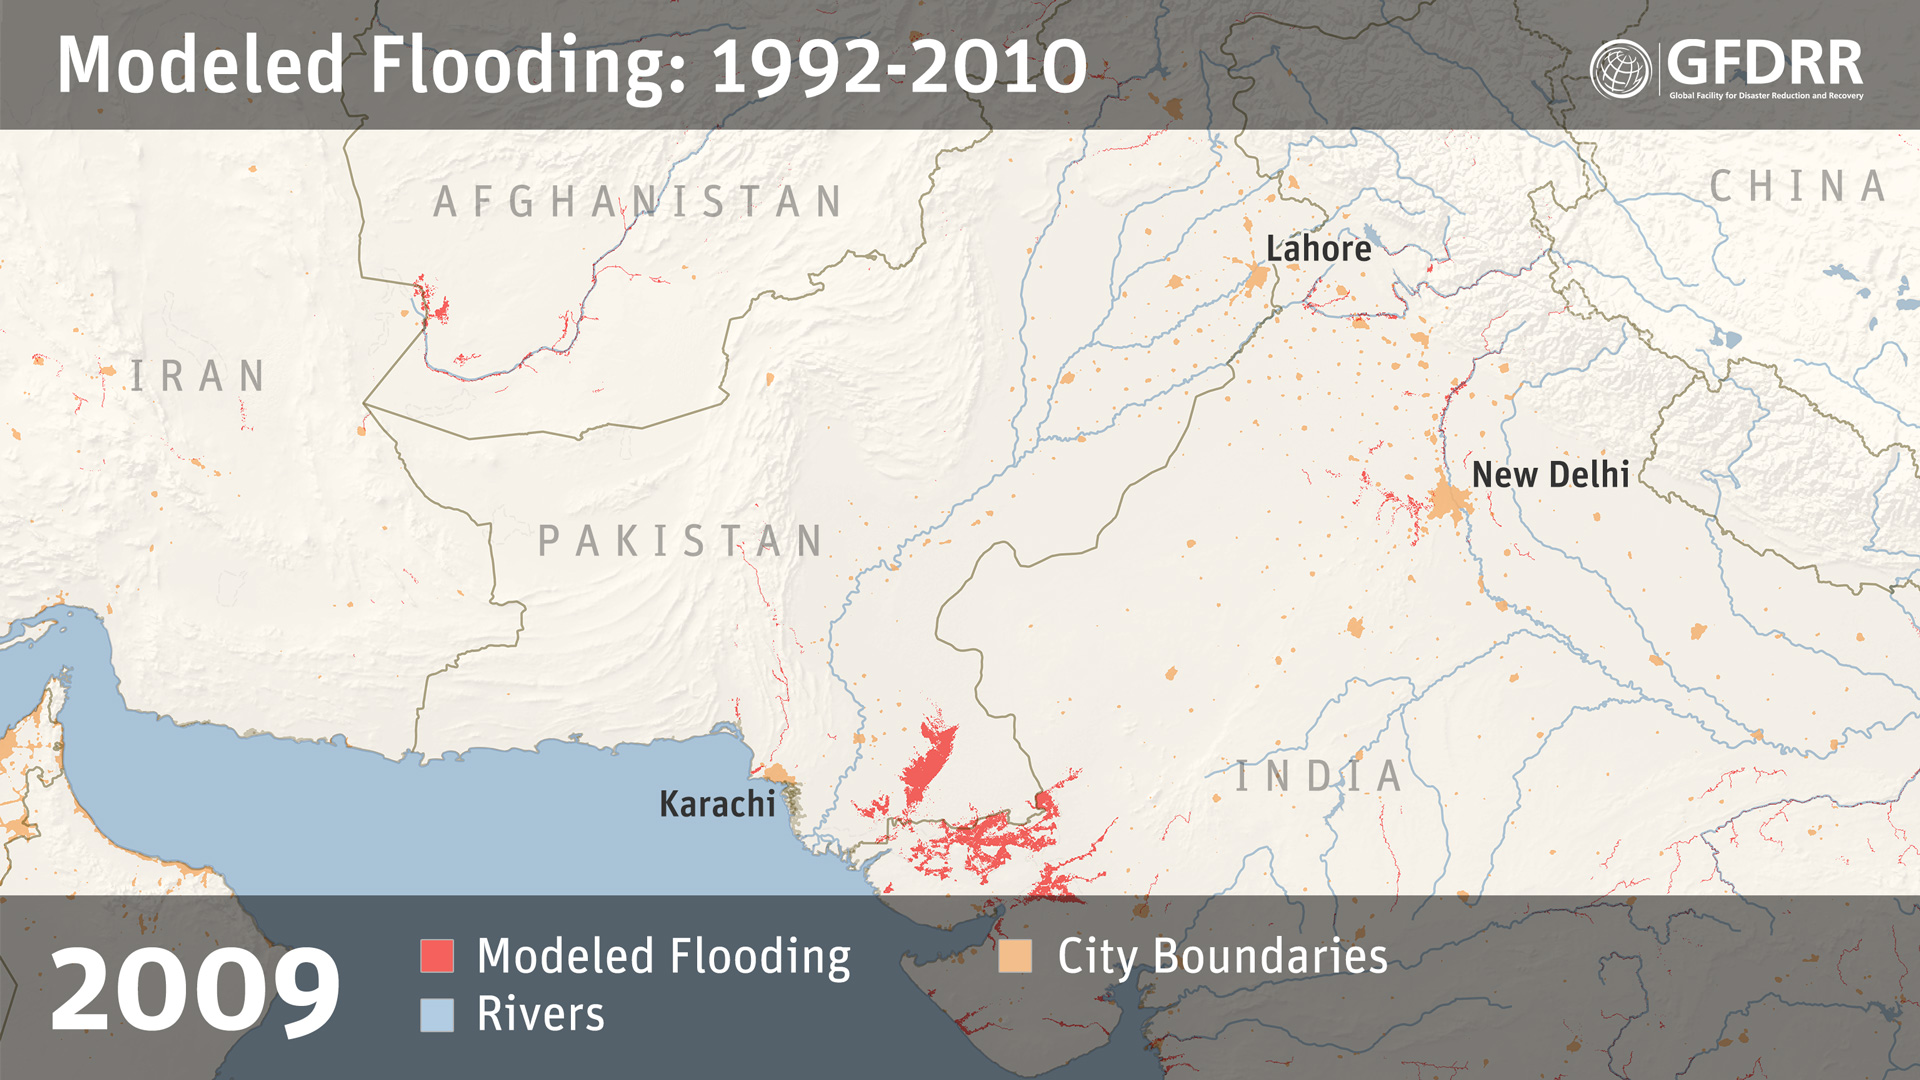 Modeled Flooding: 1992-2010
GFDRR
Global Facility for Disaster Reduction and Recovery
AFGHANISTAN
CHINA
Lahore
IRAN
New Delhi
PAKISTAN
INDIA
Karachi
2009
Modeled Flooding
City Boundaries
Rivers